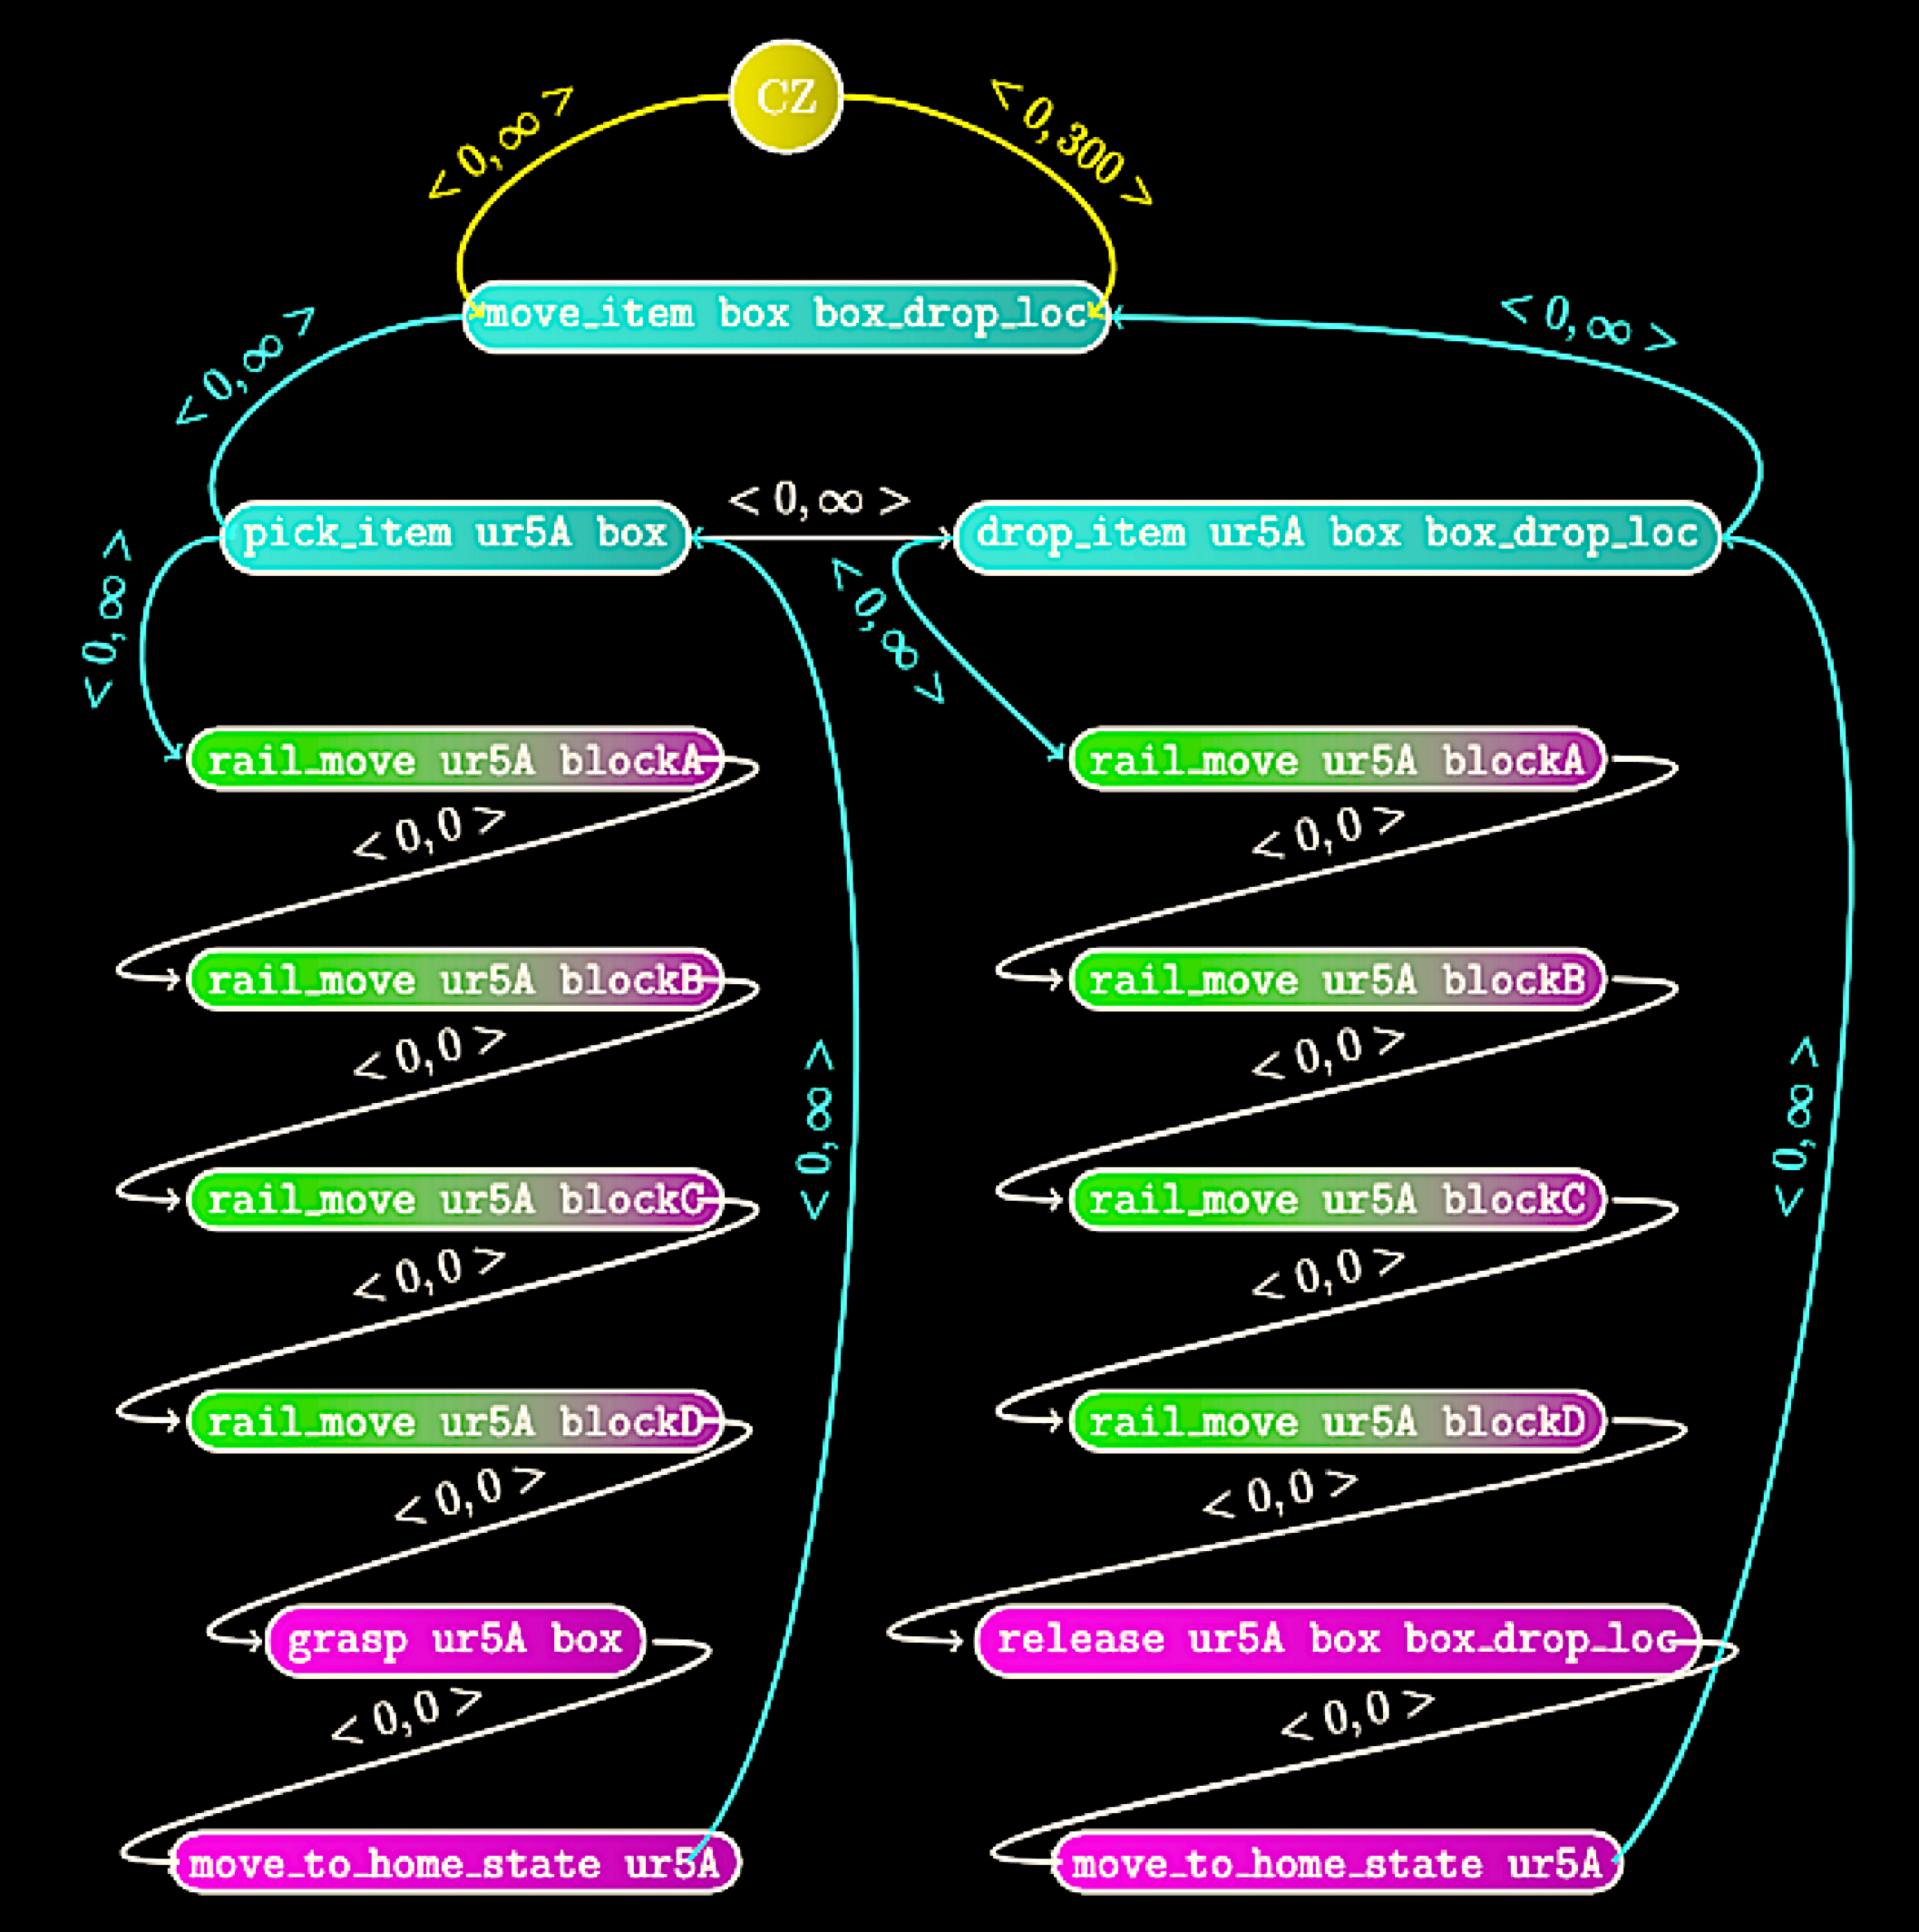 CZ
< 0, ∞ >
< 0, 300 >
move_item box box_drop_loc
< 0, ∞ >
< 0, ∞ >
pick_item ur5A box
< 0, ∞ >
drop_item ur5A box box_drop_loc
< 0, ∞ >
< 0, ∞ >
rail_move ur5A blockA
rail_move ur5A blockA
< 0, 0 >
< 0, 0 >
rail_move ur5A blockB
rail_move ur5A blockB
< 0, 0 >
< 0, 0 >
< 0, ∞ >
< 0, ∞ >
rail_move ur5A blockC
rail_move ur5A blockC
< 0, 0 >
< 0, 0 >
rail_move ur5A blockD
rail_move ur5A blockD
< 0, 0 >
< 0, 0 >
grasp ur5A box
release ur5A box box_drop_loc
< 0, 0 >
< 0, 0 >
move_to_home_state ur5A
move_to_home_state ur5A